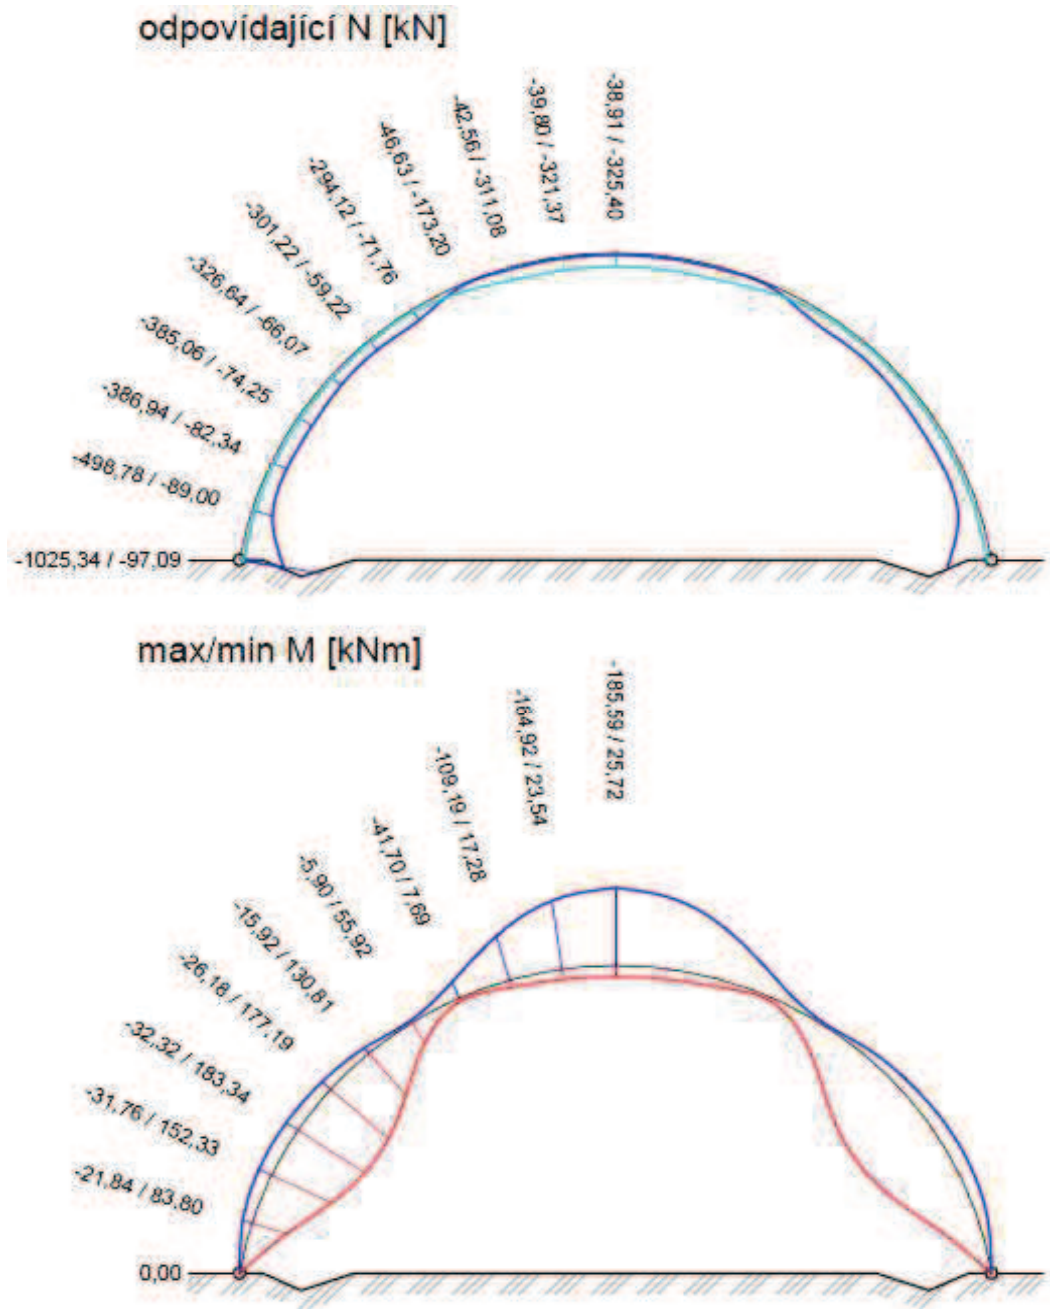 odpovídající N [kN]
-38,91 / -325,40
-39,80 / -321,37
-42,56 / -311,08
-46,63 / -173,20
-294,12 / -71,76
-301,22 / -59,22
-326,64 / -66,07
-385,06 / -74,25
-386,94 / -82,34
-498,78 / -89,00
-1025,34 / -97,09
max/min M [kNm]
-185,59 / 25,72
-164,92 / 23,54
-109,19 / 17,28
-41,70 / 7,69
-5,90 / 55,92
-15,92 / 130,81
-26,18 / 177,19
-32,32 / 183,34
-31,76 / 152,33
-21,84 / 83,80
0,00